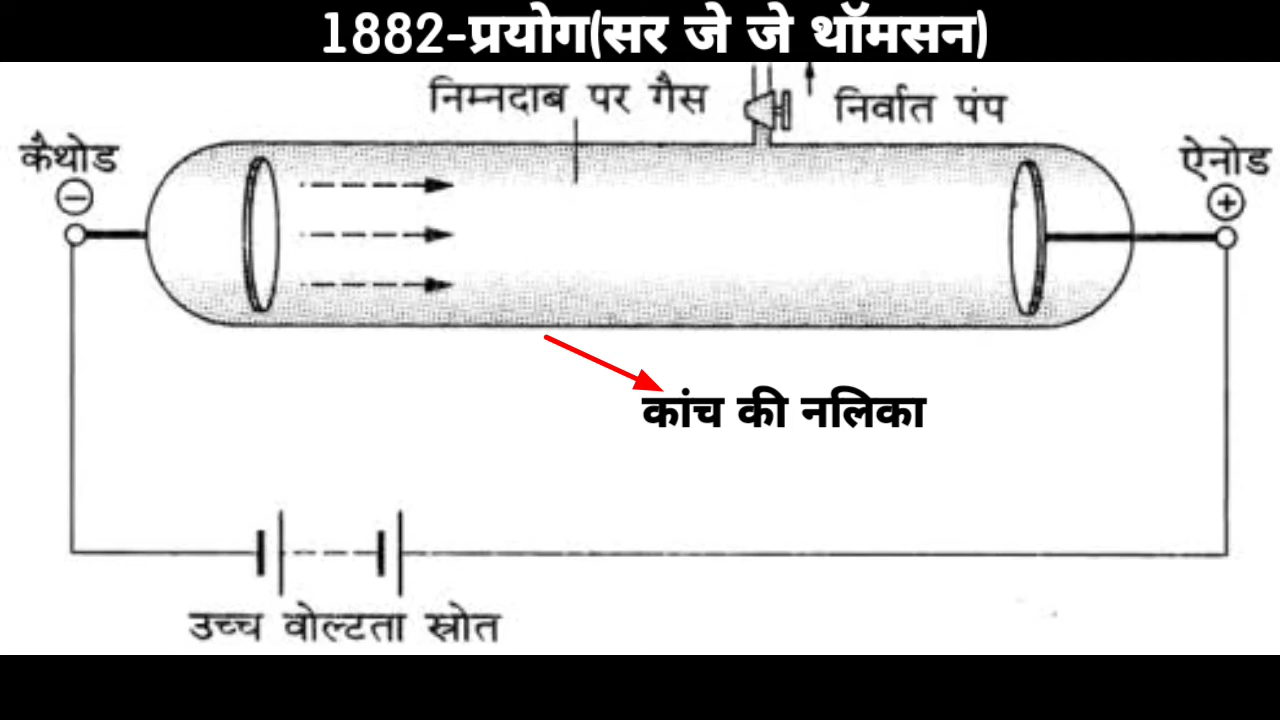 1882-प्रयोग(सर जे जे थॉमसन)
निम्नदाब पर गैस
निर्वात पंप
कैथोड
ऐनोड
−
+
कांच की नलिका
उच्च वोल्टता स्रोत